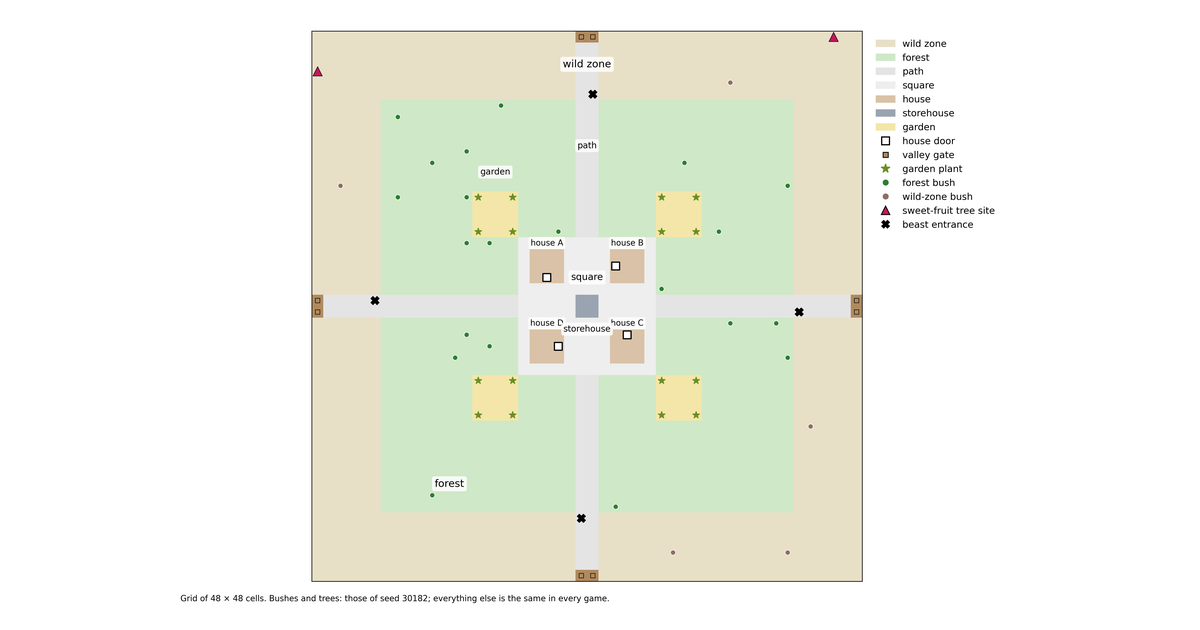 wild zone
path
garden
house A
house B
square
house D
house C
storehouse
forest
wild zone
forest
path
square
house
storehouse
garden
house door
valley gate
garden plant
forest bush
wild-zone bush
sweet-fruit tree site
beast entrance
Grid of 48 × 48 cells. Bushes and trees: those of seed 30182; everything else is the same in every game.